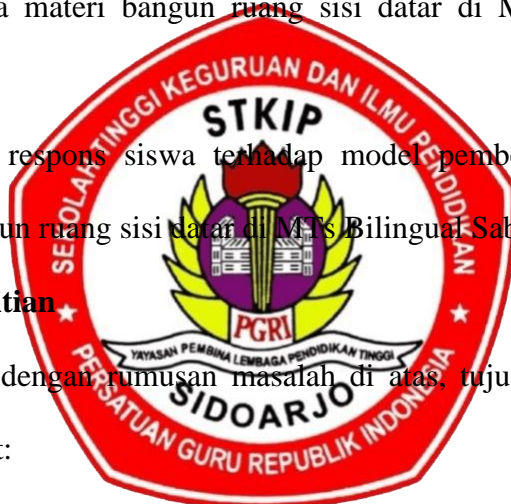 a materi bangun ruang sisi datar di M
respons siswa terhadap model pembe
un ruang sisi datar di MTs Bilingual Sab
itian
dengan rumusan masalah di atas, tuju
t:
SEKOLAH TINGGI KEGURUAN DAN ILMU PENDIDIKAN
STKIP
PGRI
YAYASAN PEMBINA LEMBAGA PENDIDIKAN TINGGI
SIDOARJO
PERSATUAN GURU REPUBLIK INDONESIA